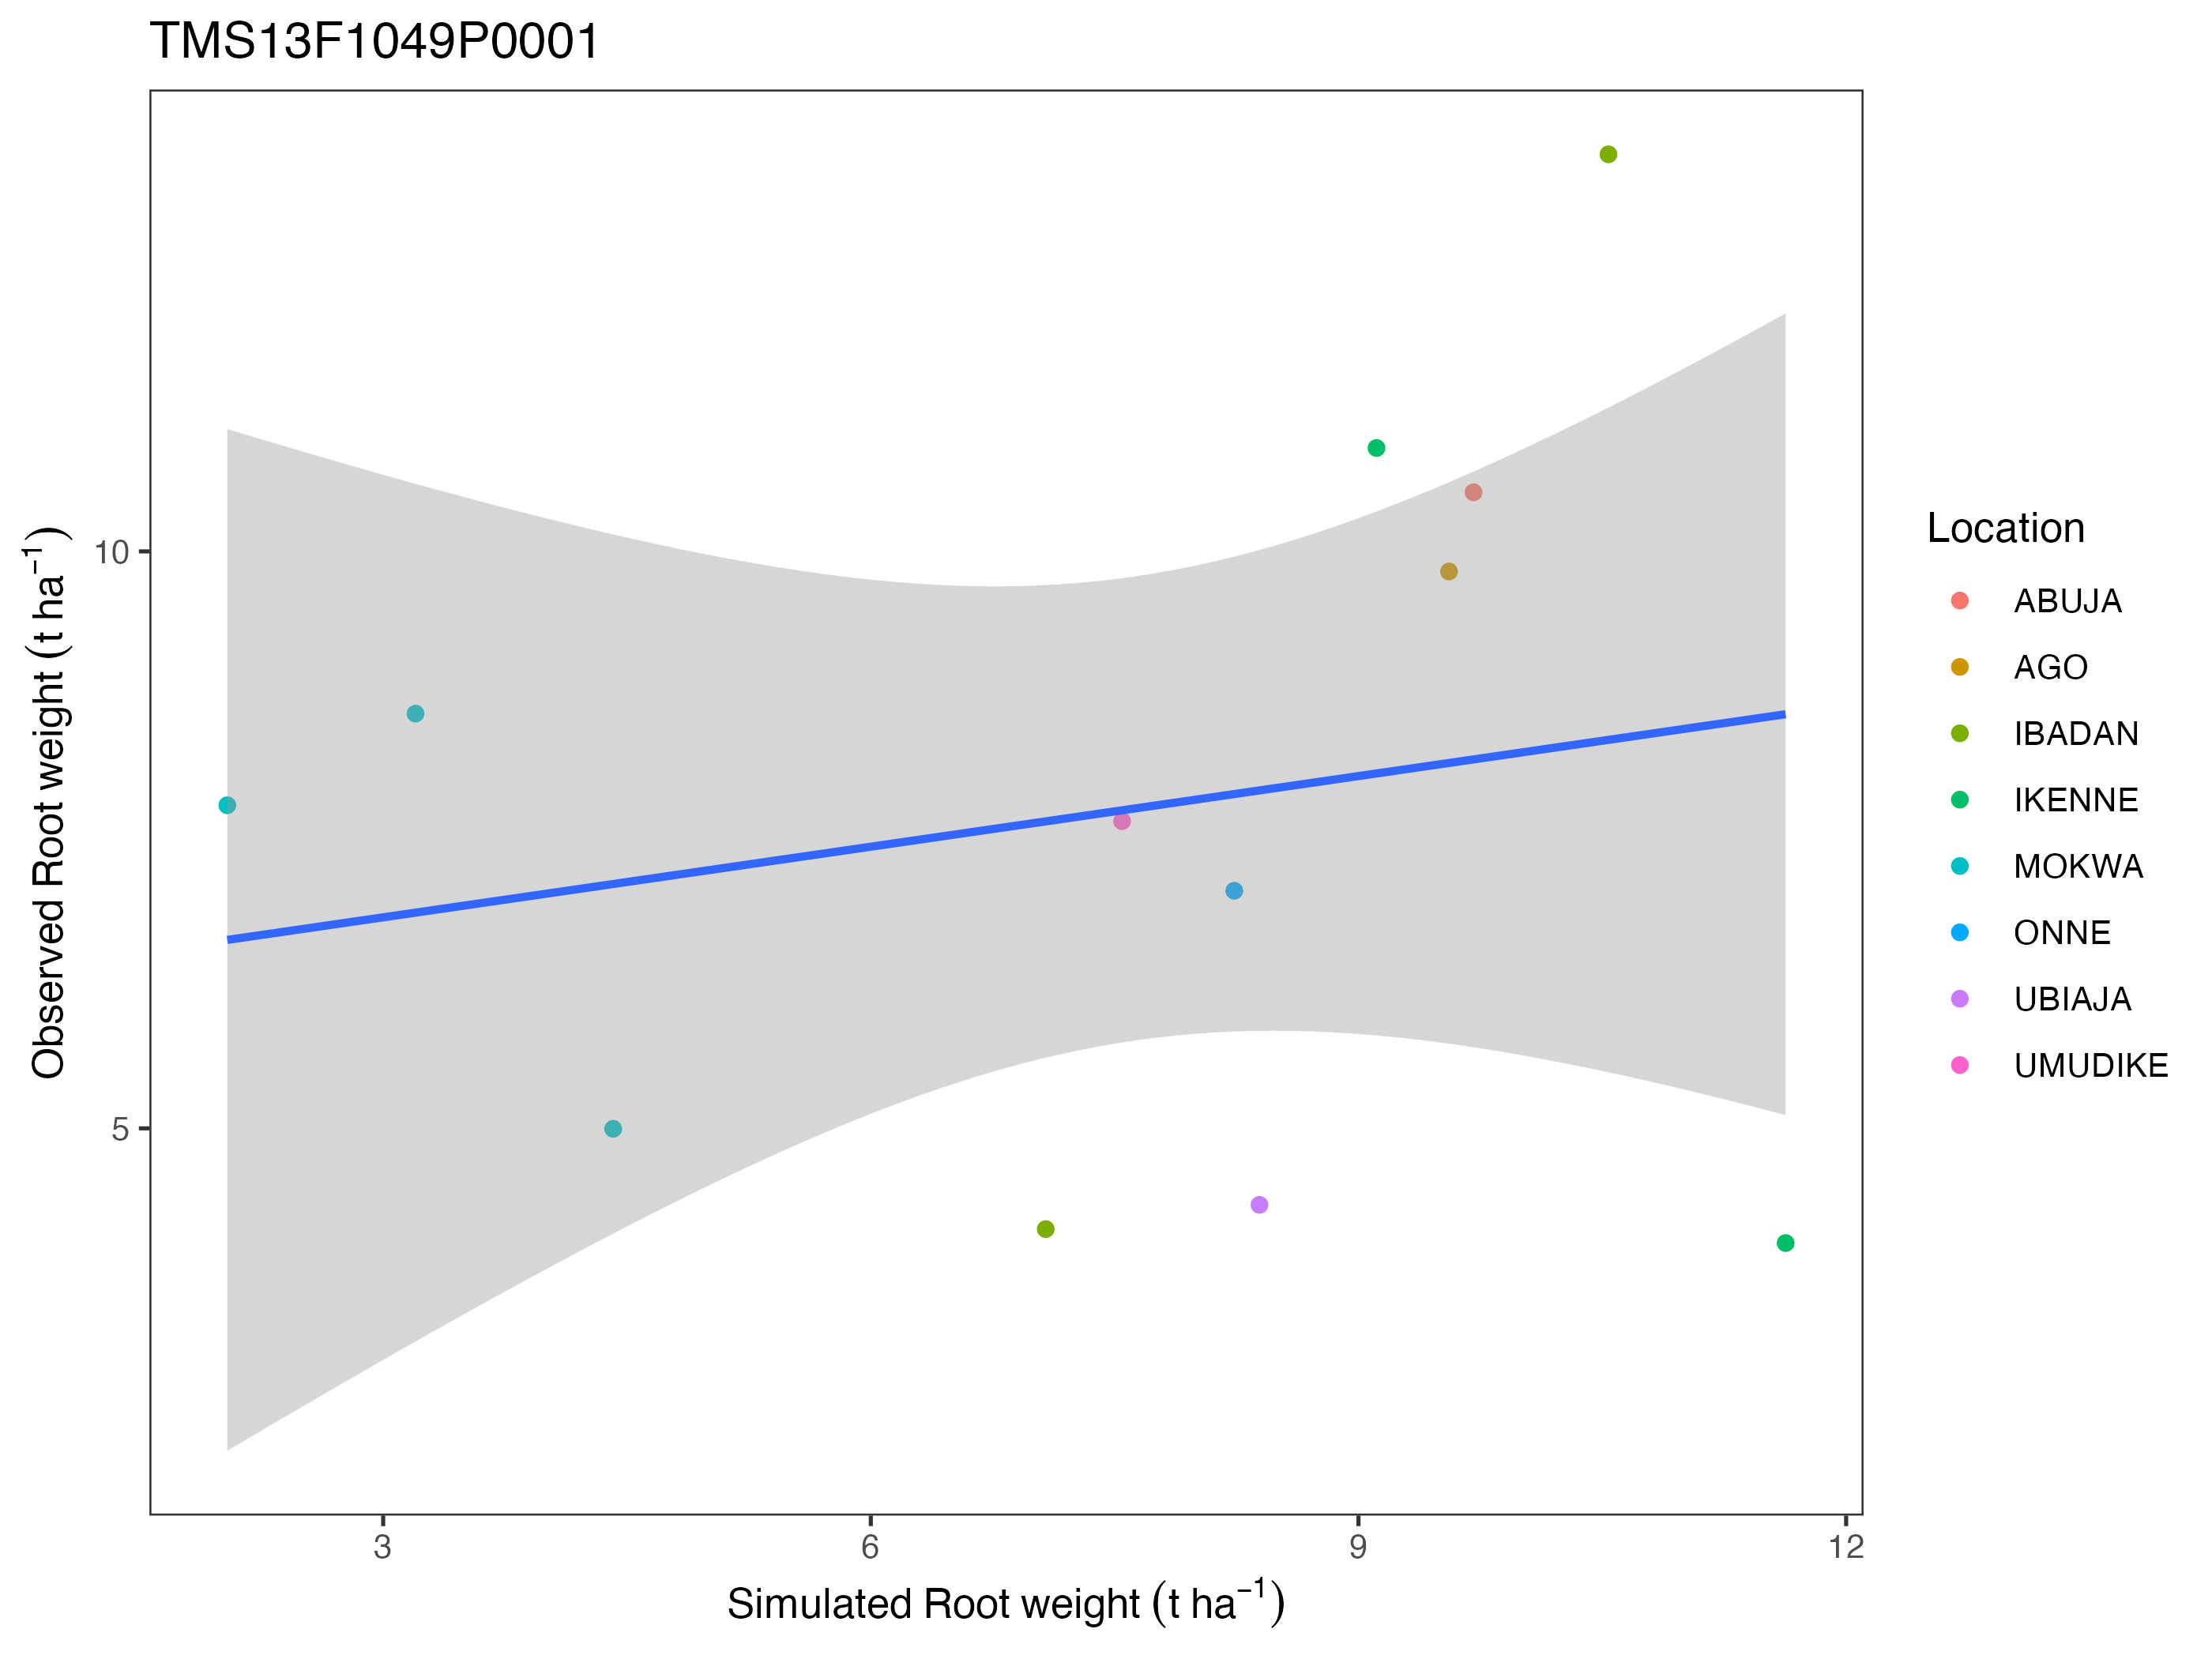 TMS13F1049P0001
Observed Root weight (t ha⁻¹)
10
5
3 6 9 12
Simulated Root weight (t ha⁻¹)
Location
ABUJA
AGO
IBADAN
IKENNE
MOKWA
ONNE
UBIAJA
UMUDIKE